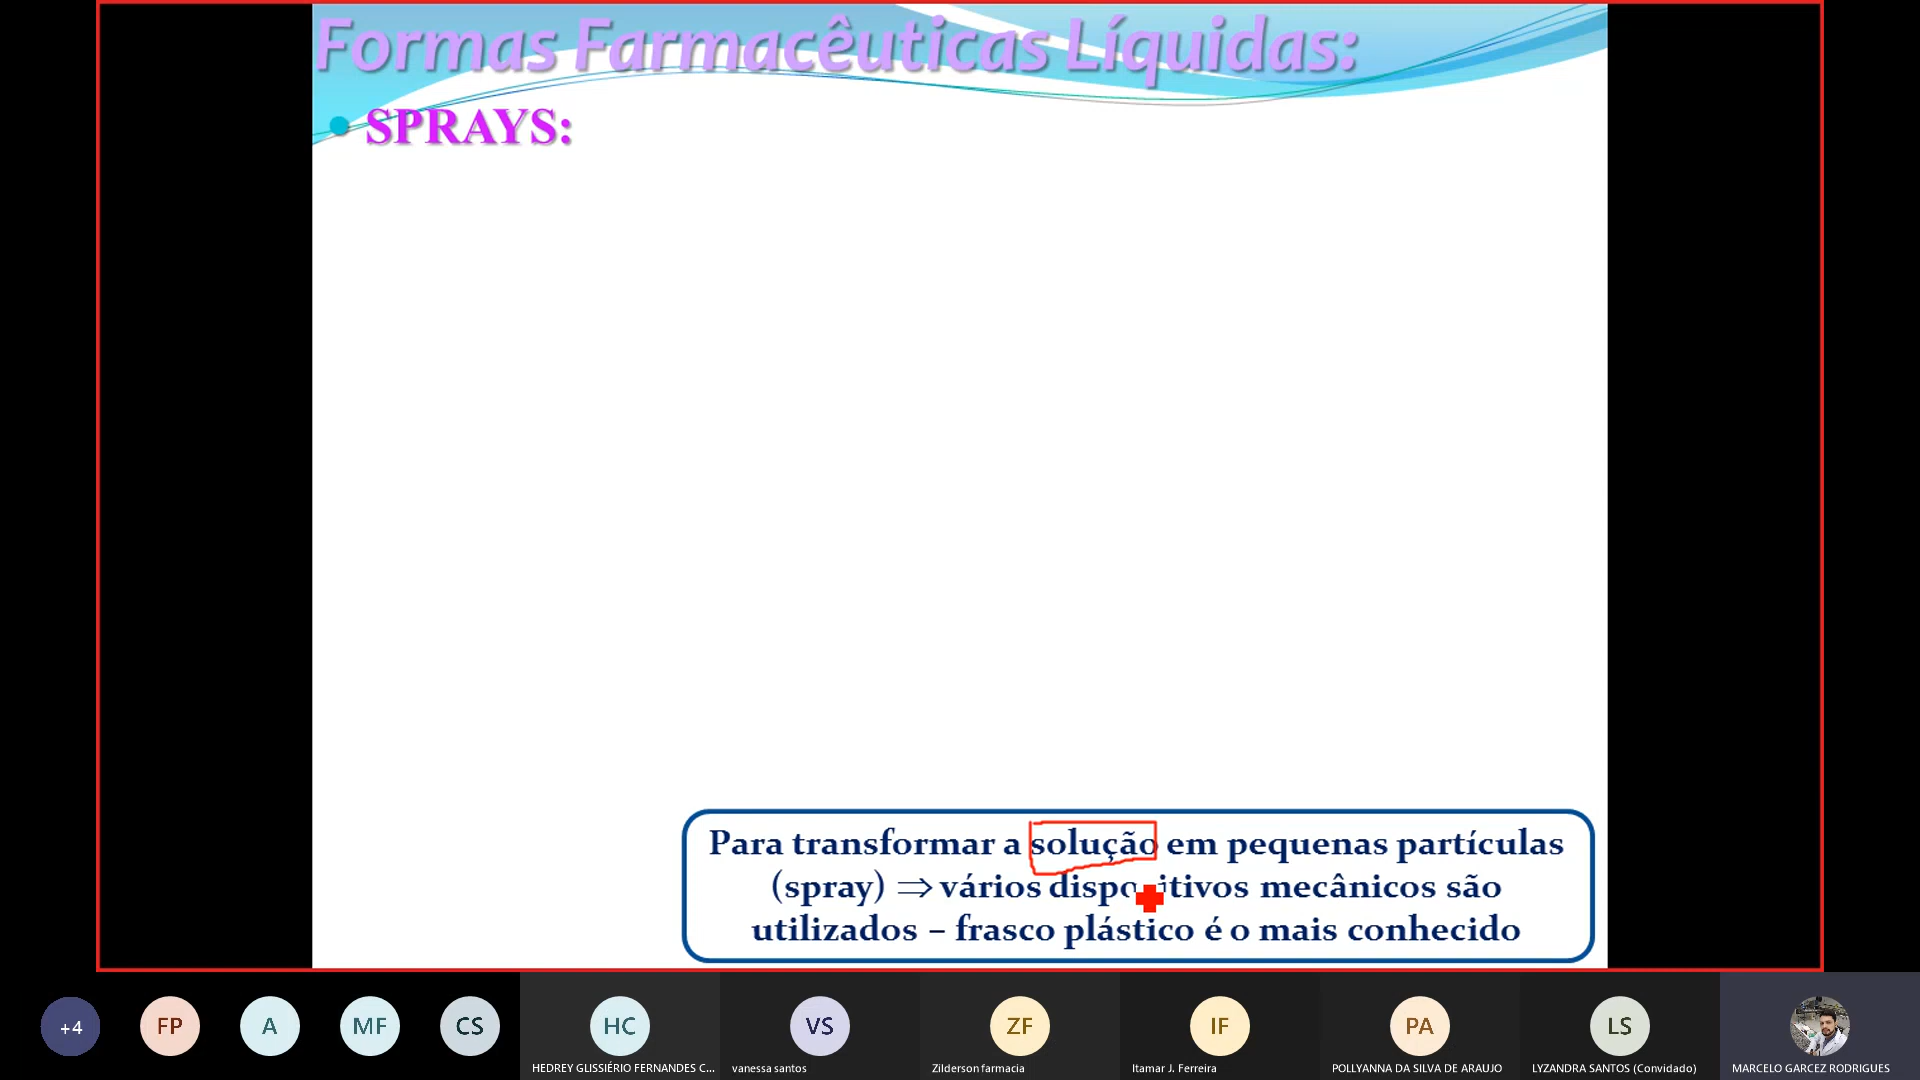 Formas Farmacêuticas Líquidas:
• SPRAYS:
Para transformar a solução em pequenas partículas
(spray) ⇒ vários dispositivos mecânicos são
utilizados – frasco plástico é o mais conhecido
+4
FP
A
MF
CS
HC
VS
ZF
IF
PA
LS
HEDREY GLISSIÉRIO FERNANDES C...
vanessa santos
Zilderson farmacia
Itamar J. Ferreira
POLLYANNA DA SILVA DE ARAUJO
LYZANDRA SANTOS (Convidado)
MARCELO GARCEZ RODRIGUES